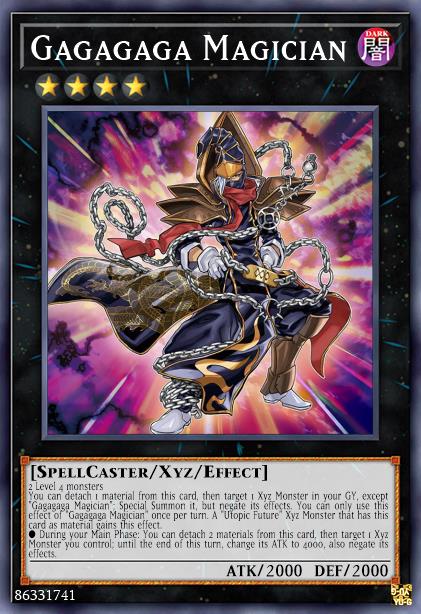 GAGAGAGA MAGICIAN
DARK
闇
[SPELLCASTER/XYZ/EFFECT]
2 Level 4 monsters
You can detach 1 material from this card, then target 1 Xyz Monster in your GY, except
"Gagagaga Magician"; Special Summon it, but negate its effects. You can only use this
effect of "Gagagaga Magician" once per turn. A "Utopic Future" Xyz Monster that has this
card as material gains this effect.
● During your Main Phase: You can detach 2 materials from this card, then target 1 Xyz
Monster you control; until the end of this turn, change its ATK to 4000, also negate its
effects.
ATK/2000 DEF/2000
86331741